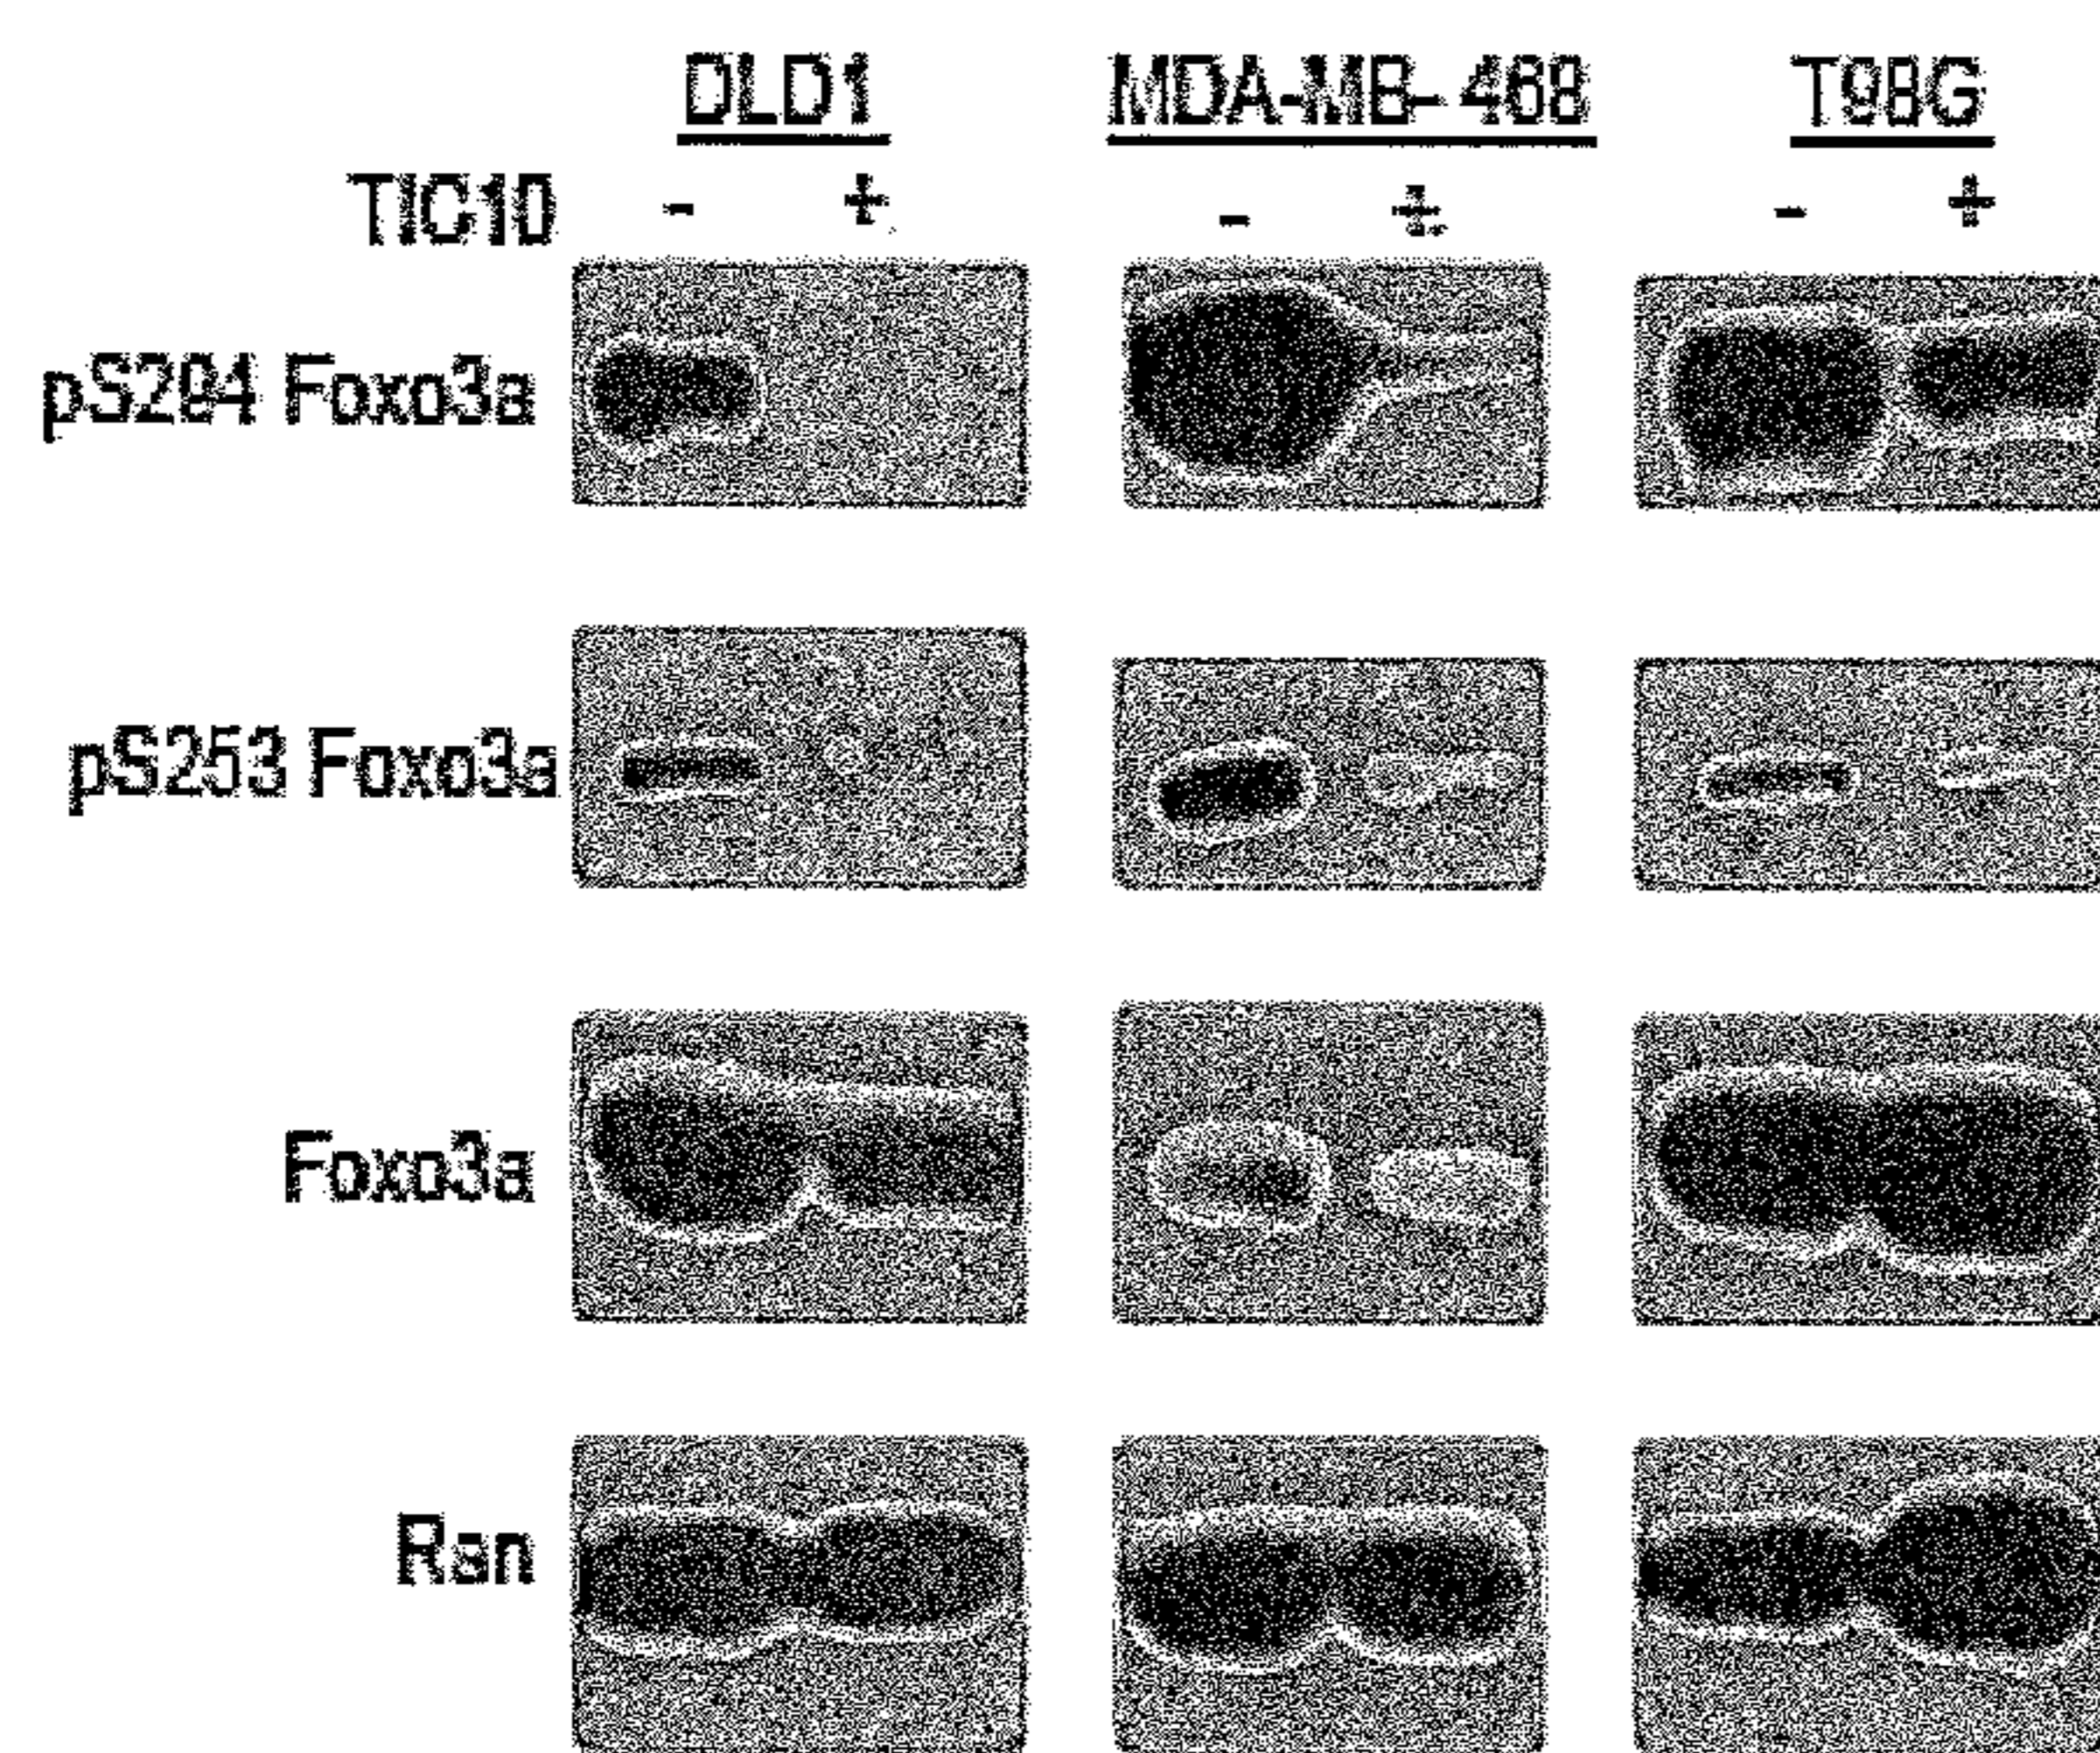 DLD1 MDA-MB-468 T98G
TIC10 - + - + - +
pS294 Foxo3a
pS253 Foxo3a
Foxo3a
Ran